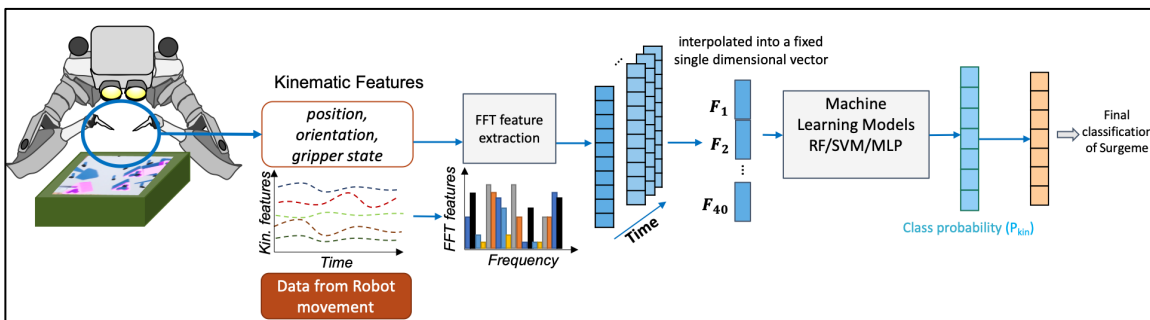 Kinematic Features
position,
orientation,
gripper state
Kin. features
Time
Data from Robot
movement
FFT feature
extraction
FFT features
Frequency
Time
interpolated into a fixed
single dimensional vector
F1
F2
⋮
F40
Machine
Learning Models
RF/SVM/MLP
Class probability (Pkin)
Final
classification
of Surgeme